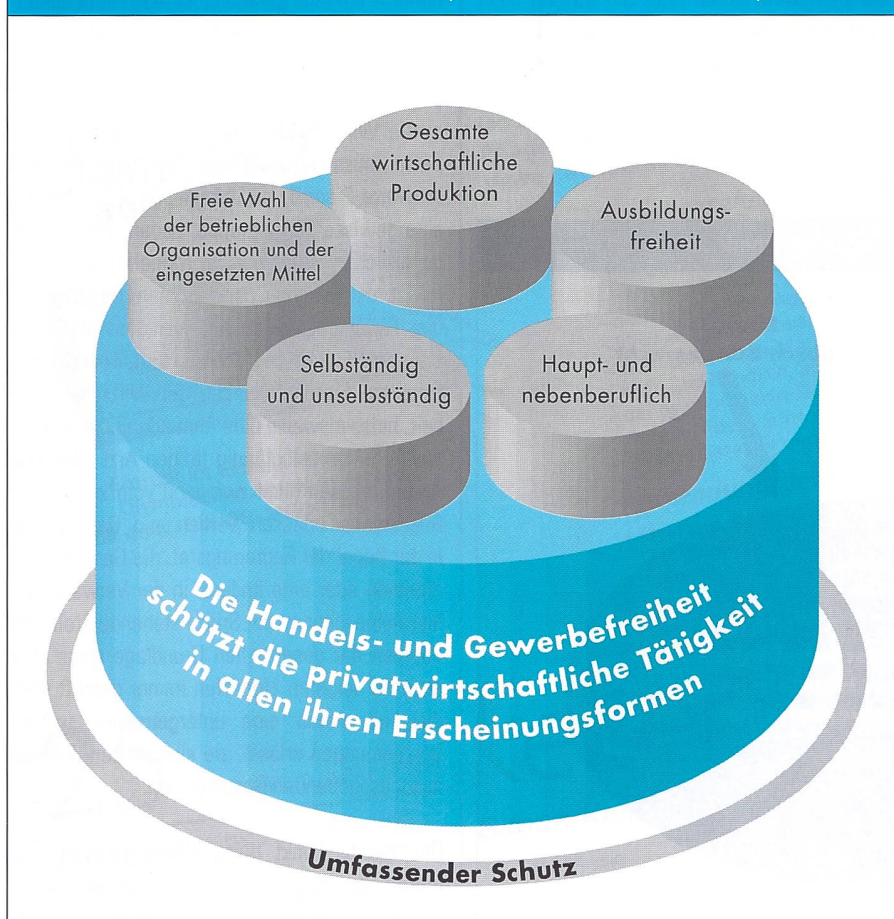 Gesamte
wirtschaftliche
Produktion
Freie Wahl
der betrieblichen
Organisation und der
eingesetzten Mittel
Ausbildungs-
freiheit
Selbständig
und unselbständig
Haupt- und
nebenberuflich
Die Handels- und Gewerbefreiheit
schützt die privatwirtschaftliche Tätigkeit
in allen ihren Erscheinungsformen
Umfassender Schutz